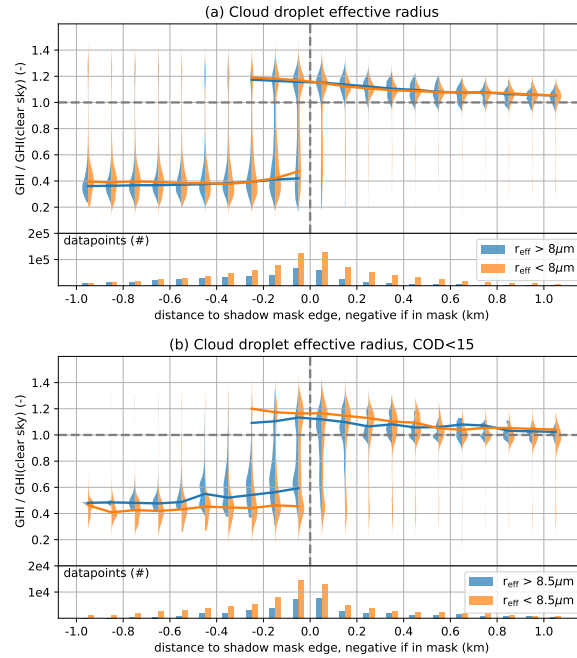 (a) Cloud droplet effective radius
GHI / GHI(clear sky) (-)
1.4
1.2
1.0
0.8
0.6
0.4
0.2
2e5
1e5
datapoints (#)
r_eff > 8μm
r_eff < 8μm
-1.0 -0.8 -0.6 -0.4 -0.2 0.0 0.2 0.4 0.6 0.8 1.0
distance to shadow mask edge, negative if in mask (km)
(b) Cloud droplet effective radius, COD<15
GHI / GHI(clear sky) (-)
1.4
1.2
1.0
0.8
0.6
0.4
0.2
2e4
1e4
datapoints (#)
r_eff > 8.5μm
r_eff < 8.5μm
-1.0 -0.8 -0.6 -0.4 -0.2 0.0 0.2 0.4 0.6 0.8 1.0
distance to shadow mask edge, negative if in mask (km)